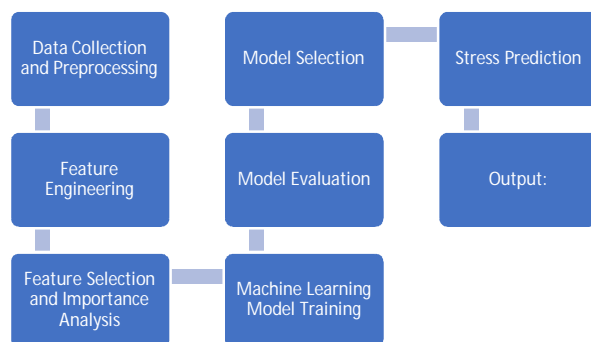 Data Collection
and Preprocessing
Feature
Engineering
Feature Selection
and Importance
Analysis
Machine Learning
Model Training
Model Evaluation
Model Selection
Stress Prediction
Output: